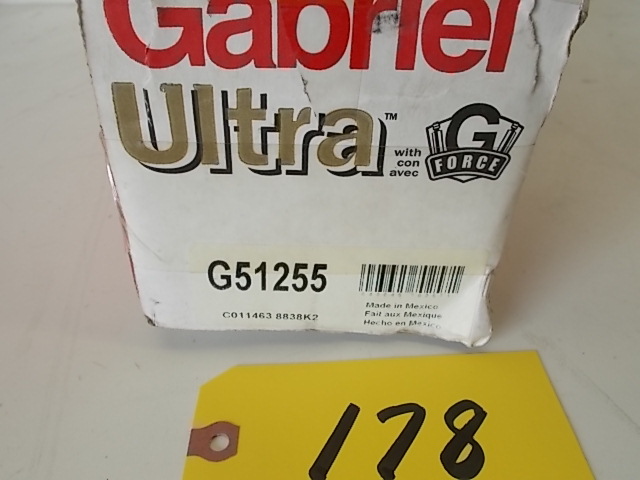 Gabriel
Ultra™
with
con
avec
G
FORCE
G51255
C011463 8838K2
Made in Mexico
Fait aux Mexique
Hecho en Mexico
178